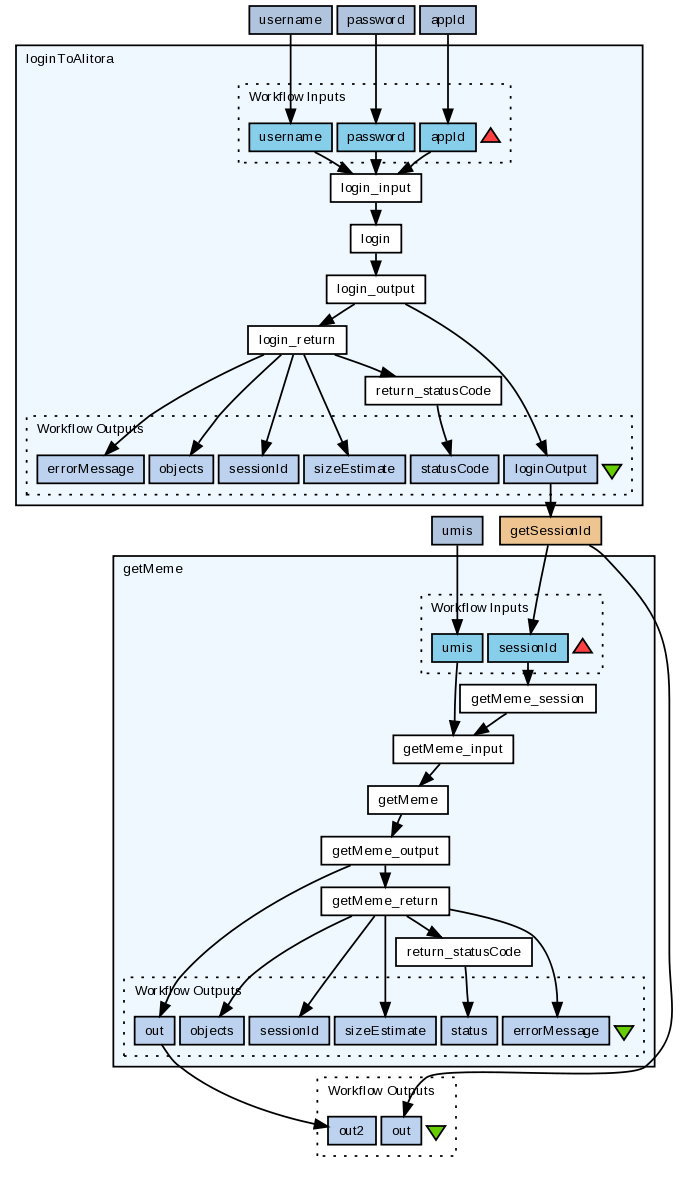 username password appId
loginToAlitora
Workflow Inputs
username password appId
login_input
login
login_output
login_return
return_statusCode
Workflow Outputs
errorMessage objects sessionId sizeEstimate statusCode loginOutput
umis getSessionId
getMeme
Workflow Inputs
umis sessionId
getMeme_session
getMeme_input
getMeme
getMeme_output
getMeme_return
return_statusCode
Workflow Outputs
out objects sessionId sizeEstimate status errorMessage
Workflow Outputs
out2 out